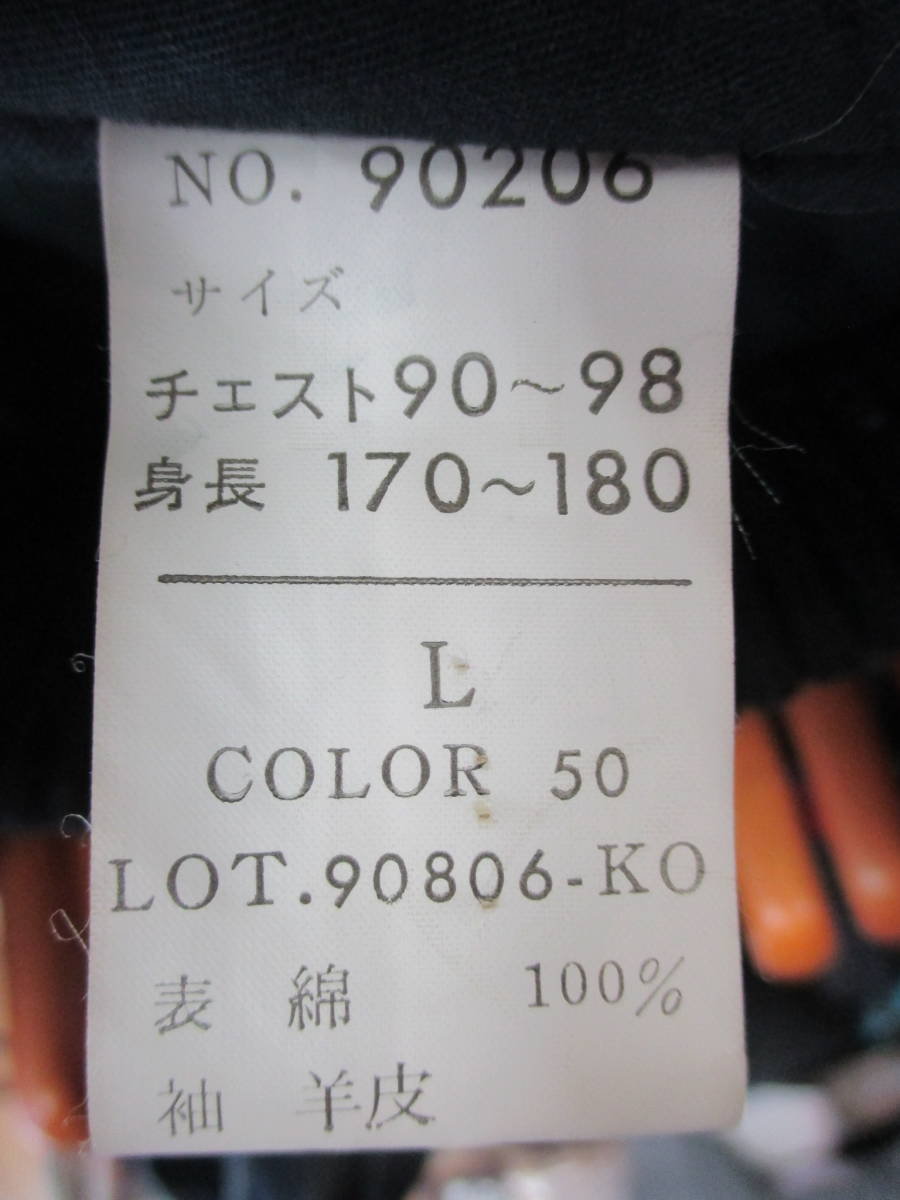 NO. 90206
サイズ
チェスト90～98
身長 170～180
L
COLOR 50
LOT.90806-KO
表 綿 100%
袖 羊皮